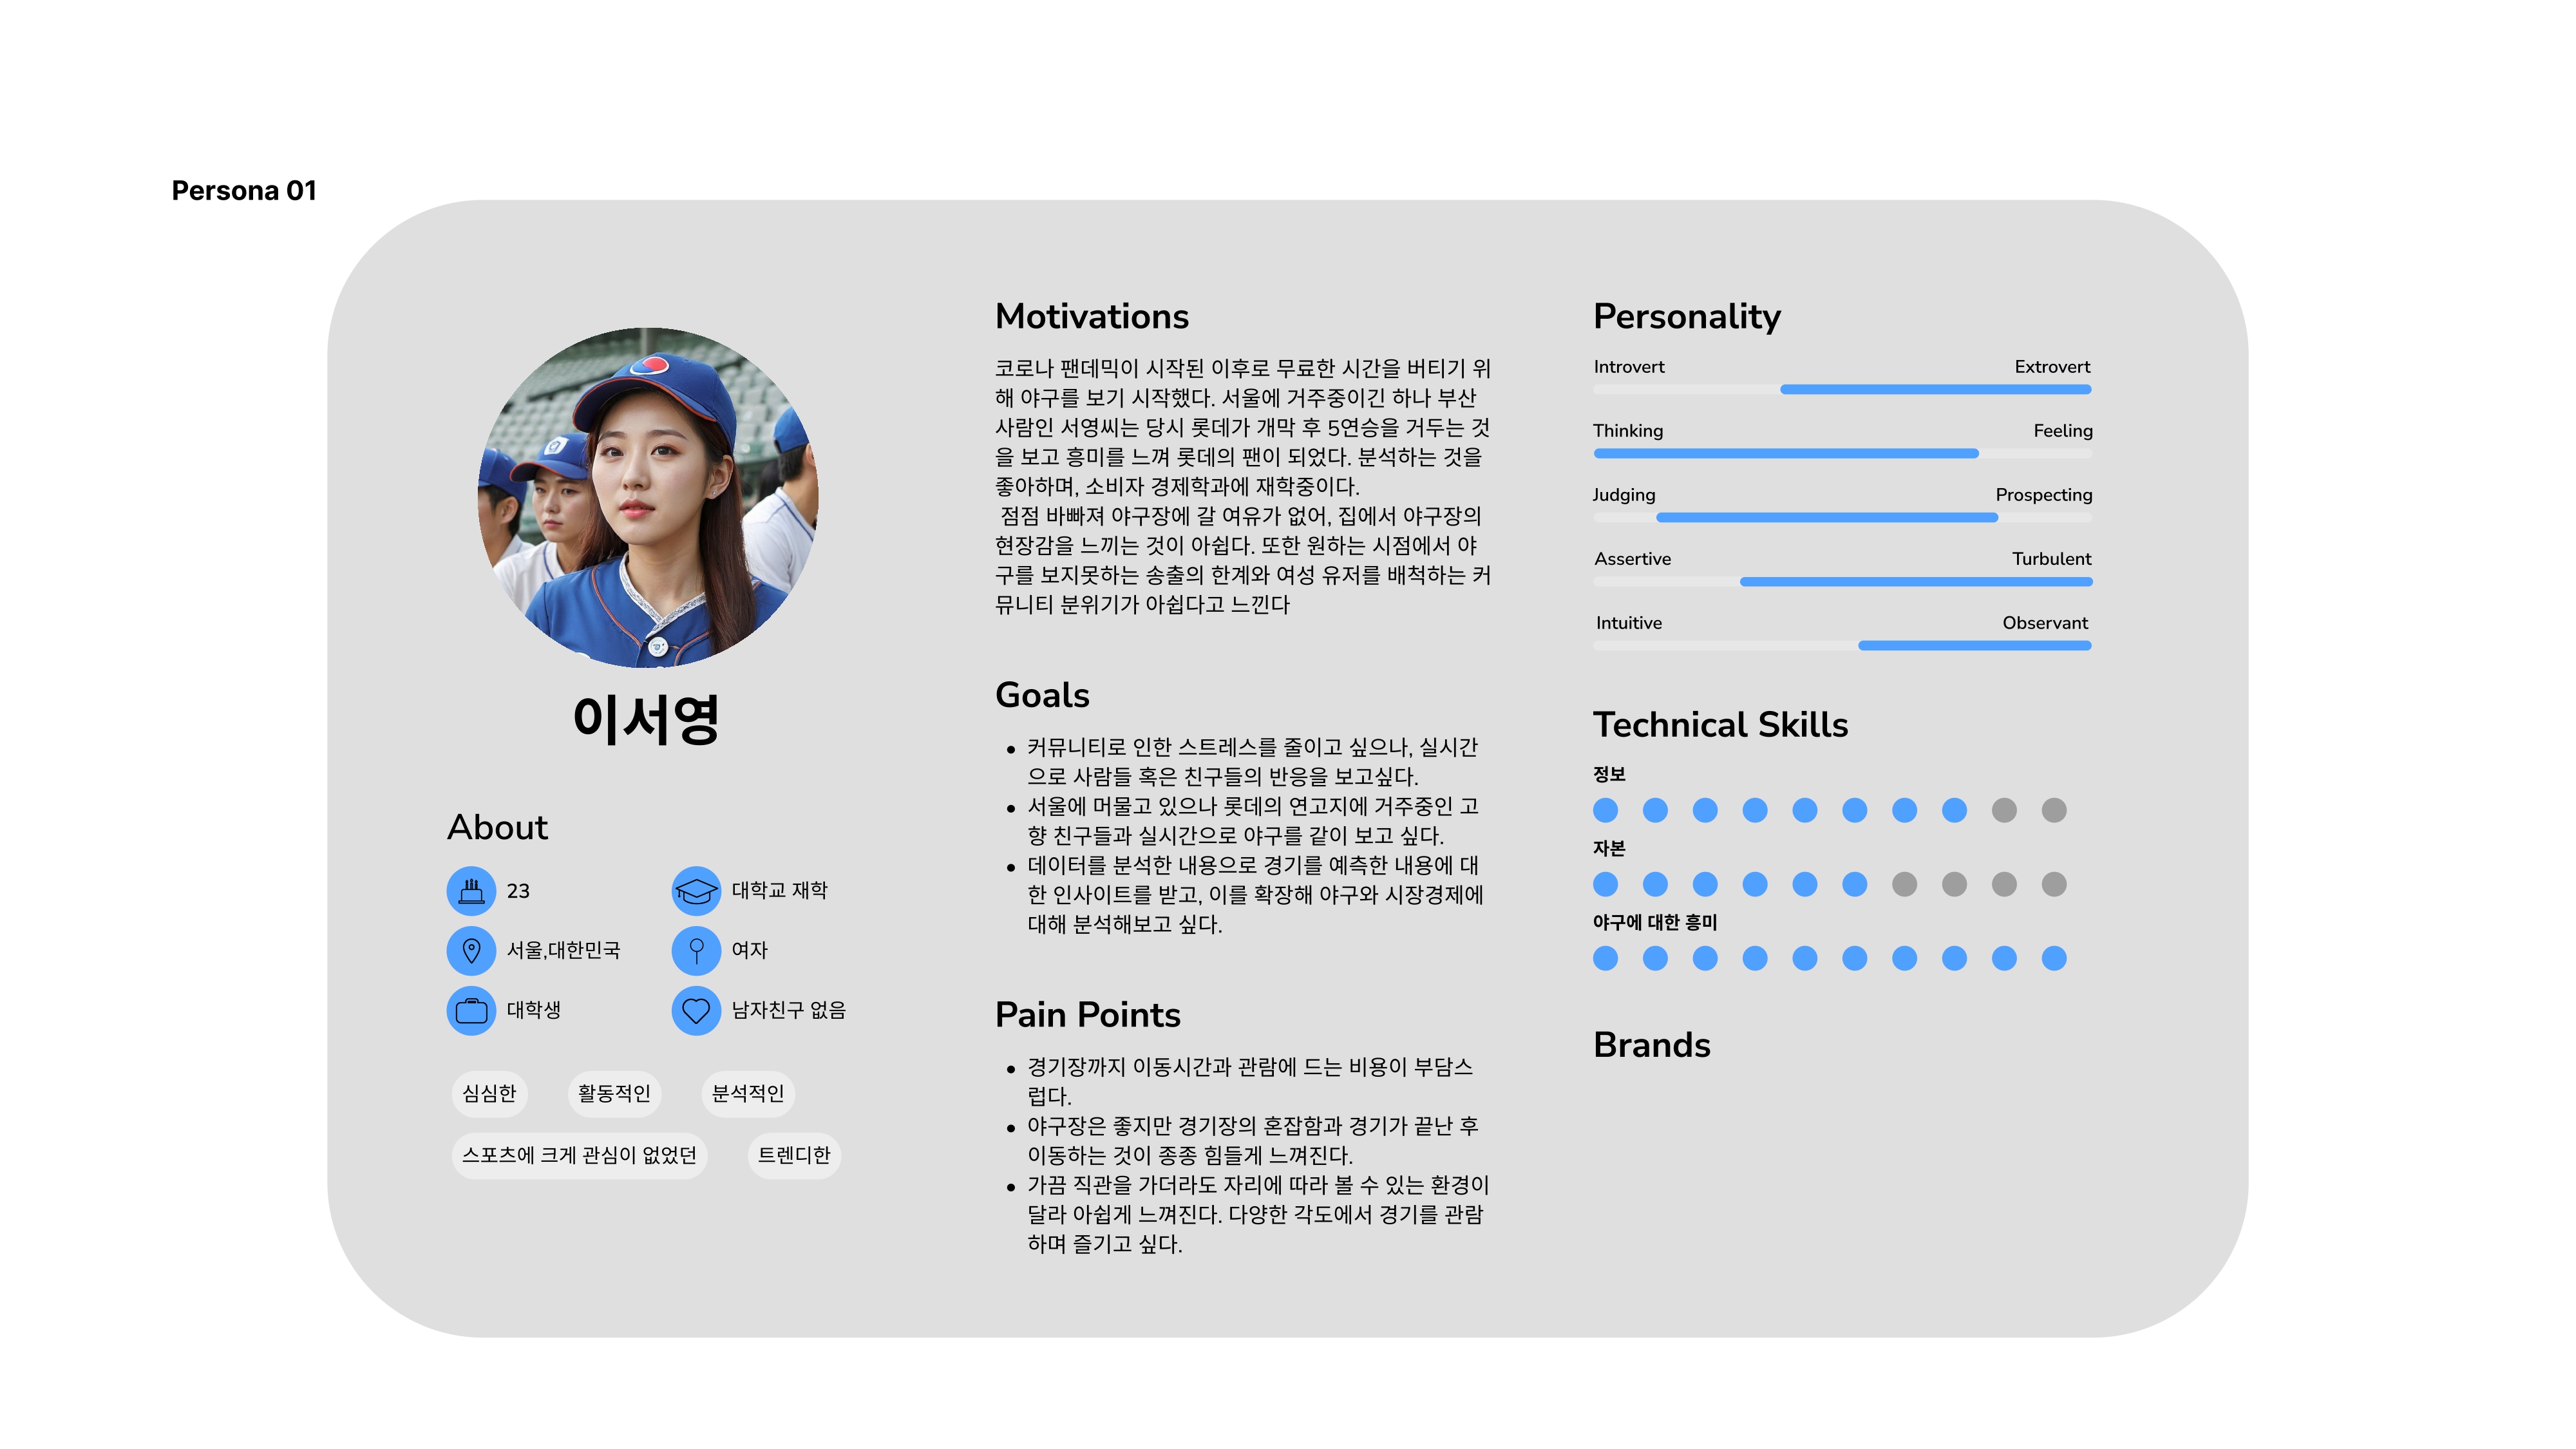 Persona 01
이서영
About
23
대학교 재학
서울,대한민국
여자
대학생
남자친구 없음
심심한
활동적인
분석적인
스포츠에 크게 관심이 없었던
트렌디한
Motivations
코로나 팬데믹이 시작된 이후로 무료한 시간을 버티기 위
해 야구를 보기 시작했다. 서울에 거주중이긴 하나 부산
사람인 서영씨는 당시 롯데가 개막 후 5연승을 거두는 것
을 보고 흥미를 느껴 롯데의 팬이 되었다. 분석하는 것을
좋아하며, 소비자 경제학과에 재학중이다.
점점 바빠져 야구장에 갈 여유가 없어, 집에서 야구장의
현장감을 느끼는 것이 아쉽다. 또한 원하는 시점에서 야
구를 보지못하는 송출의 한계와 여성 유저를 배척하는 커
뮤니티 분위기가 아쉽다고 느낀다
Goals
커뮤니티로 인한 스트레스를 줄이고 싶으나, 실시간
으로 사람들 혹은 친구들의 반응을 보고싶다.
서울에 머물고 있으나 롯데의 연고지에 거주중인 고
향 친구들과 실시간으로 야구를 같이 보고 싶다.
데이터를 분석한 내용으로 경기를 예측한 내용에 대
한 인사이트를 받고, 이를 확장해 야구와 시장경제에
대해 분석해보고 싶다.
Pain Points
경기장까지 이동시간과 관람에 드는 비용이 부담스
럽다.
야구장은 좋지만 경기장의 혼잡함과 경기가 끝난 후
이동하는 것이 종종 힘들게 느껴진다.
가끔 직관을 가더라도 자리에 따라 볼 수 있는 환경이
달라 아쉽게 느껴진다. 다양한 각도에서 경기를 관람
하며 즐기고 싶다.
Personality
Introvert
Extrovert
Thinking
Feeling
Judging
Prospecting
Assertive
Turbulent
Intuitive
Observant
Technical Skills
정보
자본
야구에 대한 흥미
Brands